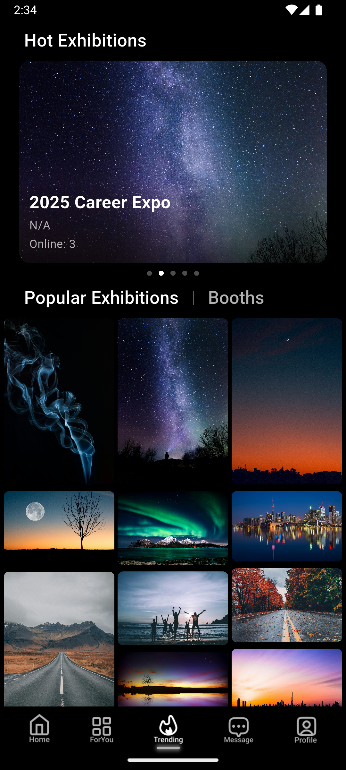 2:34
Hot Exhibitions
2025 Career Expo
N/A
Online: 3
Popular Exhibitions | Booths
Home ForYou Trending Message Profile